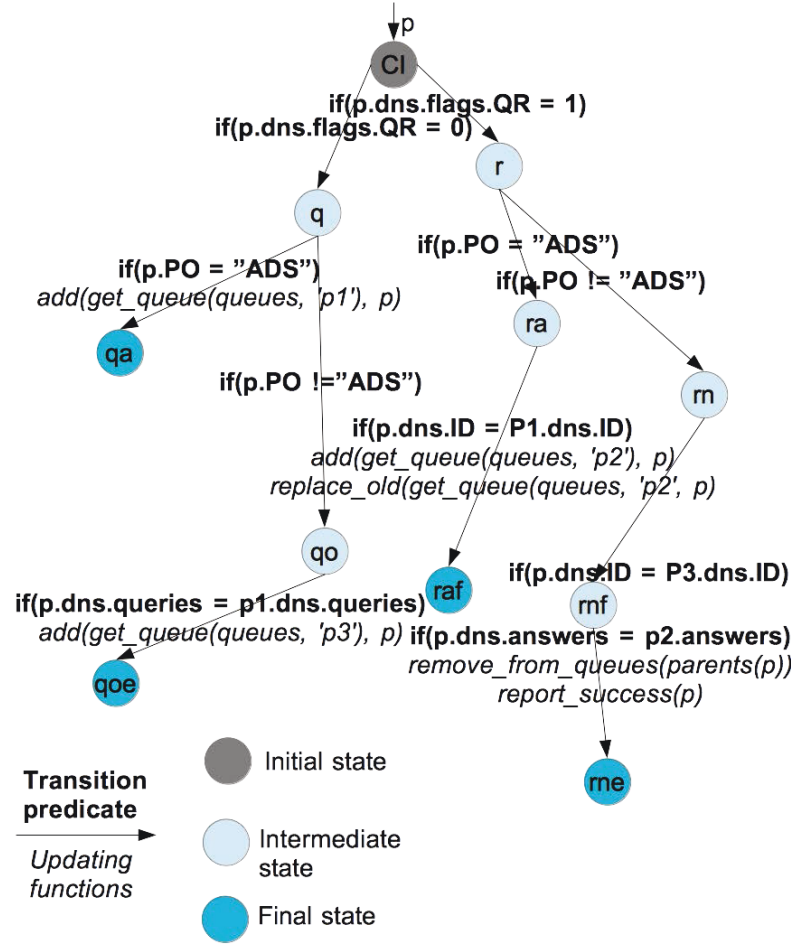 p
CI
if(p.dns.flags.QR = 1)
if(p.dns.flags.QR = 0)
r
q
if(p.PO = ”ADS”)
if(p.PO = ”ADS”)
if(p.PO != ”ADS”)
add(get_queue(queues, 'p1'), p)
ra
qa
if(p.PO !=”ADS”)
rn
if(p.dns.ID = P1.dns.ID)
add(get_queue(queues, 'p2'), p)
replace_old(get_queue(queues, 'p2', p)
qo
if(p.dns.ID = P3.dns.ID)
raf
rnf
if(p.dns.queries = p1.dns.queries)
add(get_queue(queues, 'p3'), p)
if(p.dns.answers = p2.answers)
remove_from_queues(parents(p))
report_success(p)
qoe
rne
Transition
predicate
Updating
functions
Initial state
Intermediate
state
Final state